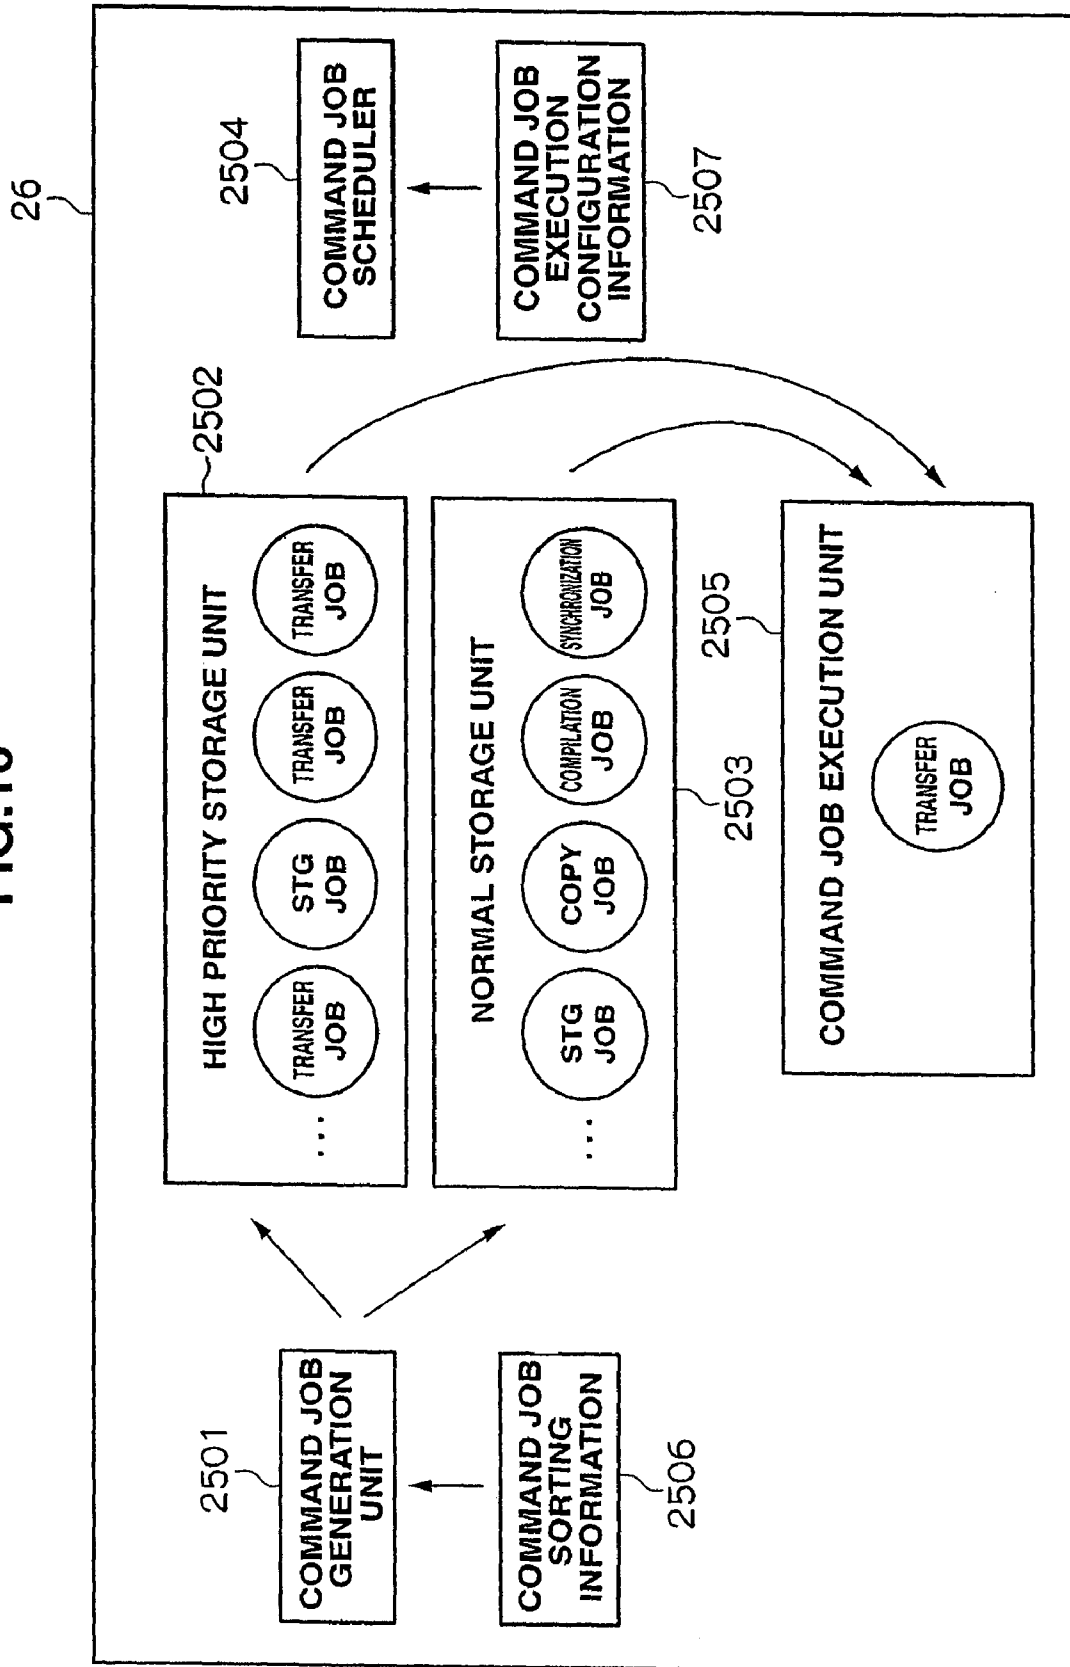 26
2501
COMMAND JOB
GENERATION
UNIT
COMMAND JOB
SORTING
INFORMATION
2506
2502
HIGH PRIORITY STORAGE UNIT
...
TRANSFER
JOB
STG
JOB
TRANSFER
JOB
TRANSFER
JOB
NORMAL STORAGE UNIT
...
STG
JOB
COPY
JOB
COMPILATION
JOB
SYNCHRONIZATION
JOB
2503
2505
COMMAND JOB EXECUTION UNIT
TRANSFER
JOB
2504
COMMAND JOB
SCHEDULER
COMMAND JOB
EXECUTION
CONFIGURATION
INFORMATION
2507